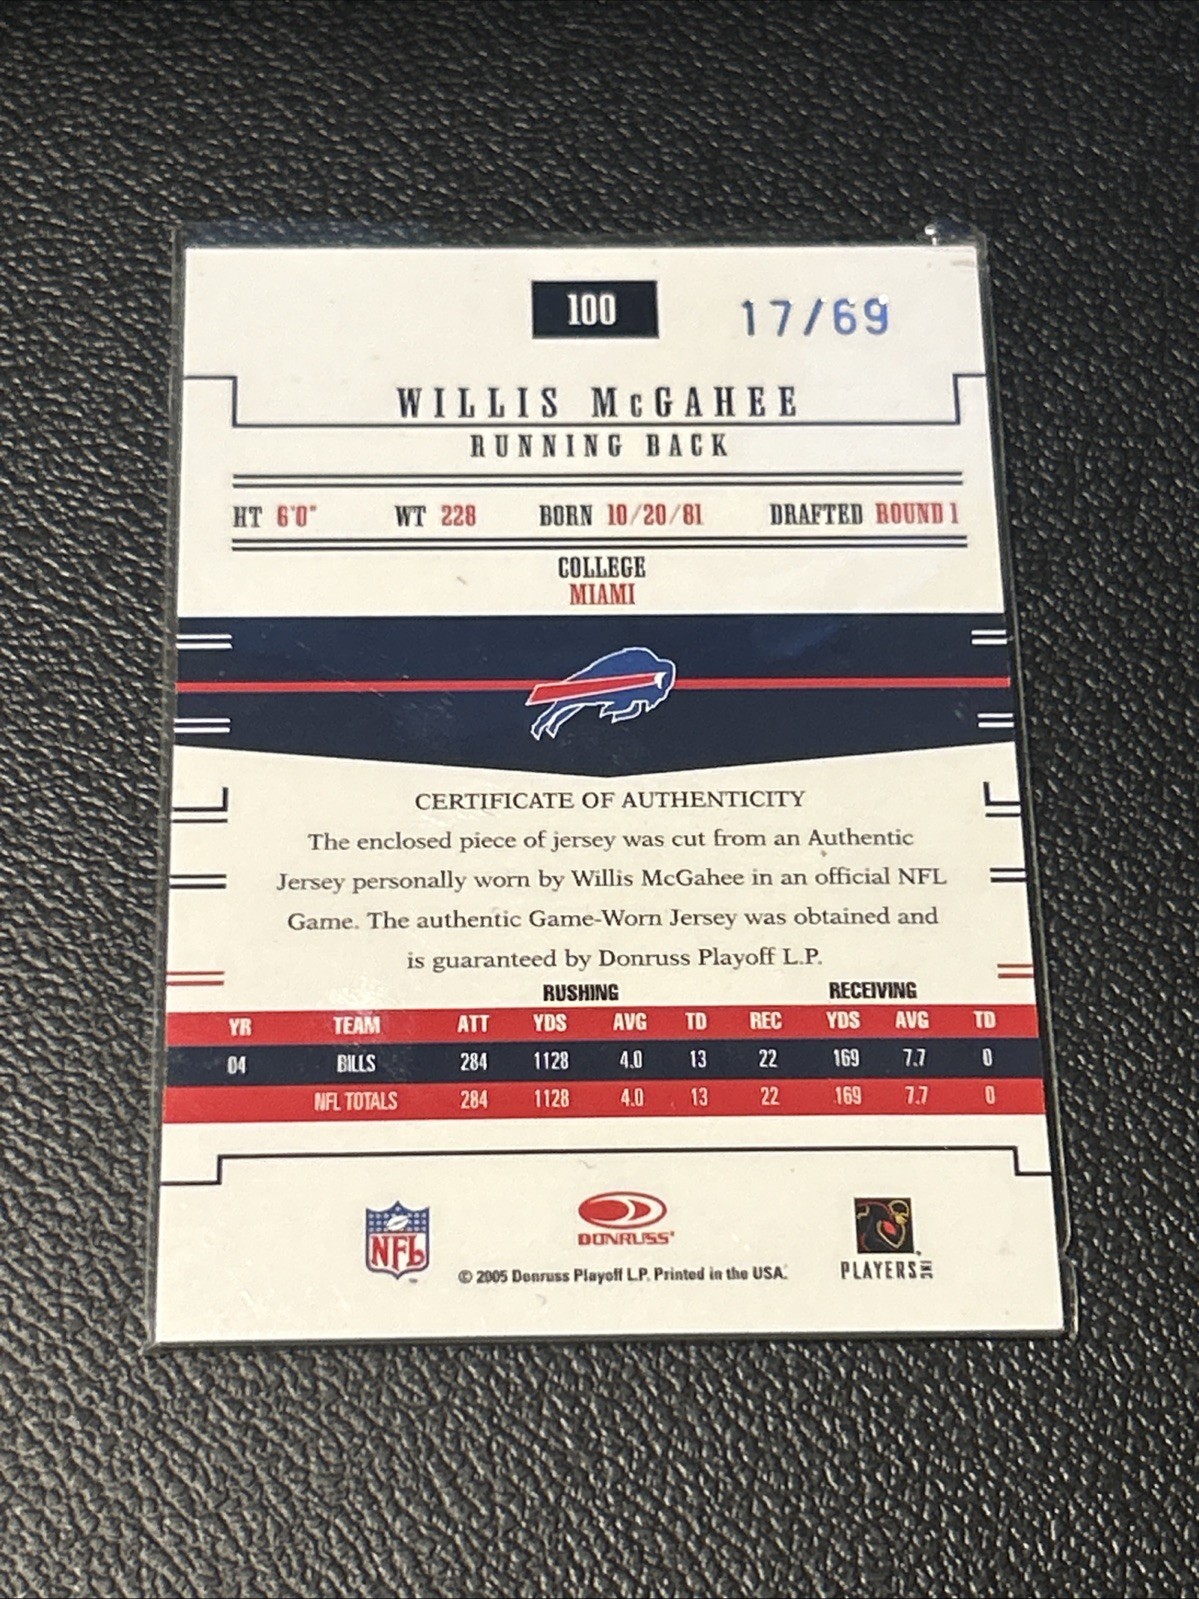 100 17/69
WILLIS McGAHEE
RUNNING BACK
HT 6'0" WT 228 BORN 10/20/81 DRAFTED ROUND 1
COLLEGE
MIAMI
CERTIFICATE OF AUTHENTICITY
The enclosed piece of jersey was cut from an Authentic
Jersey personally worn by Willis McGahee in an official NFL
Game. The authentic Game-Worn Jersey was obtained and
is guaranteed by Donruss Playoff L.P.
RUSHING RECEIVING
YR TEAM ATT YDS AVG TD REC YDS AVG TD
04 BILLS 284 1128 4.0 13 22 169 7.7 0
NFL TOTALS 284 1128 4.0 13 22 169 7.7 0
NFL
DONRUSS
PLAYERS INC
© 2005 Donruss Playoff L.P. Printed in the USA.